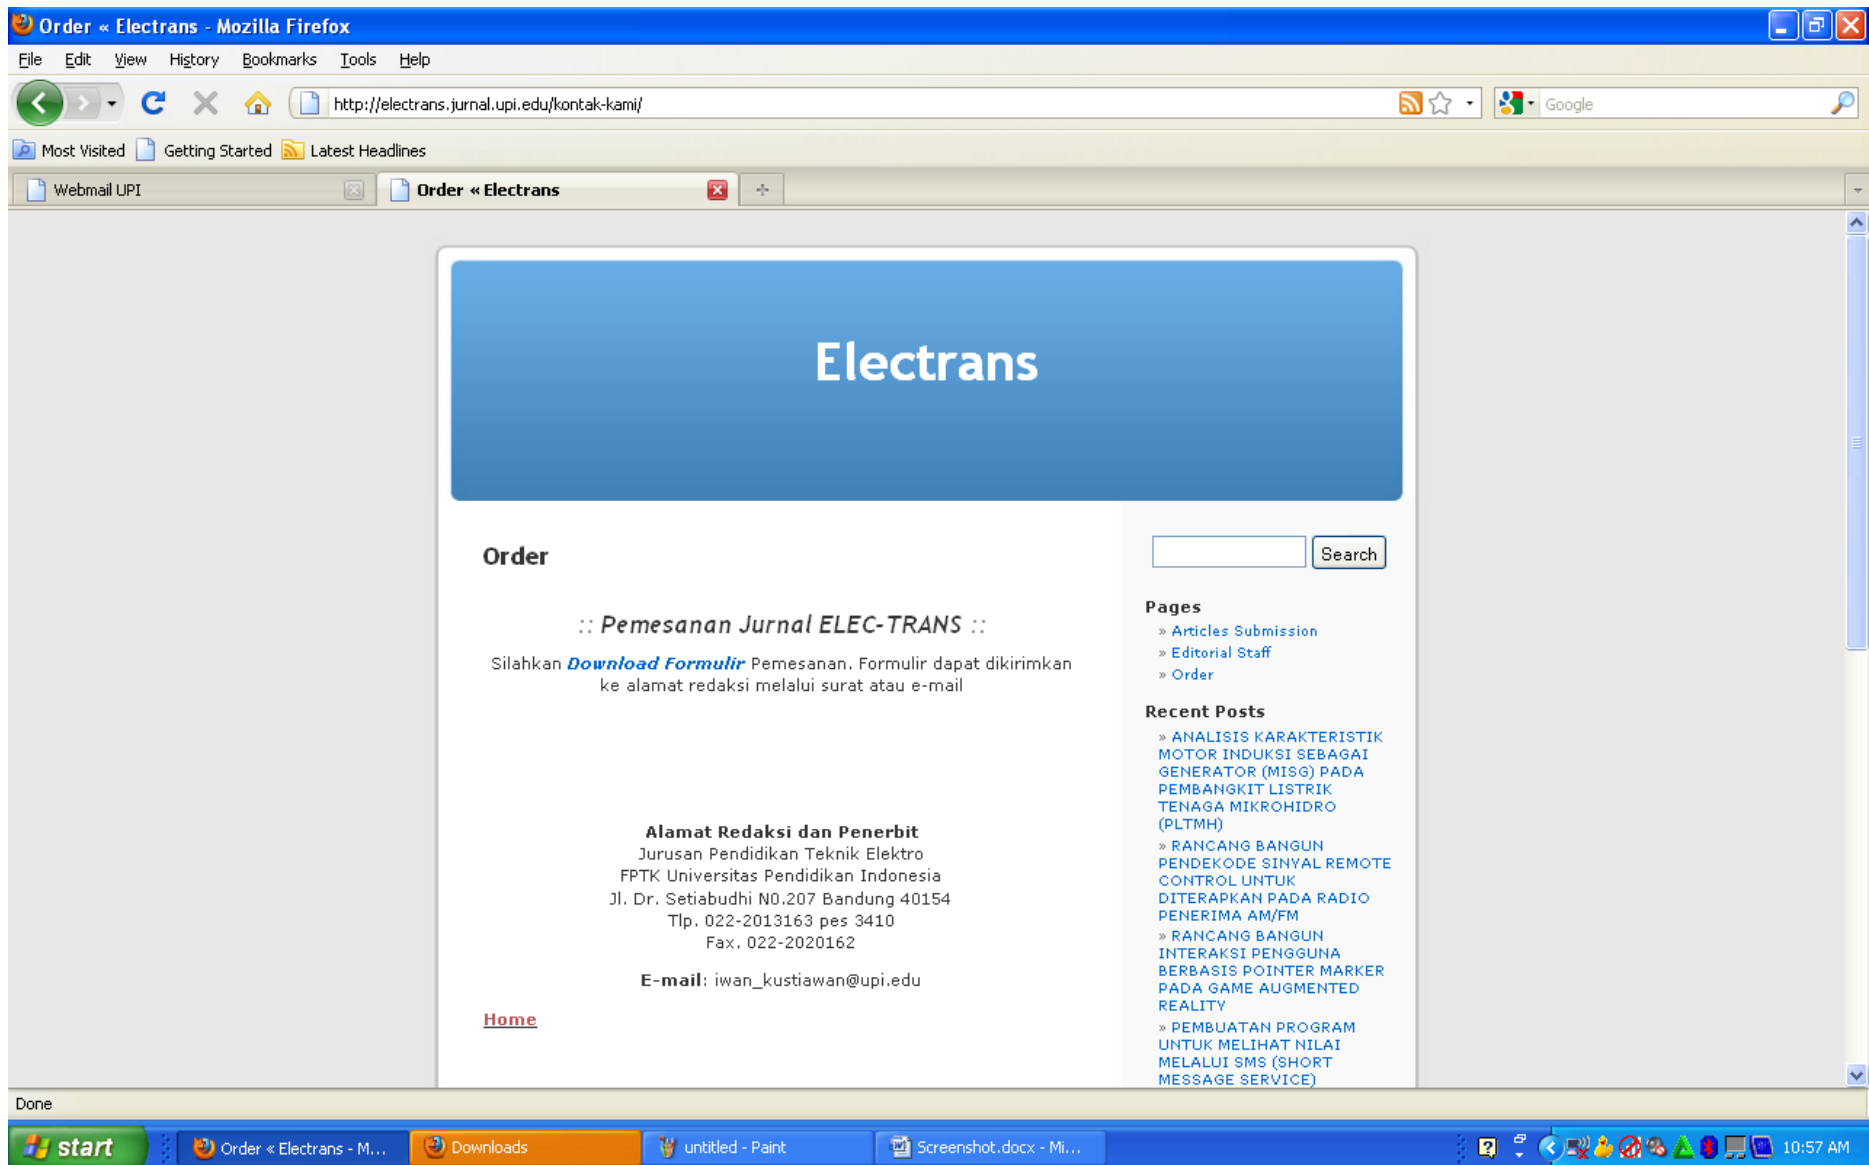 Order « Electrans - Mozilla Firefox
File Edit View History Bookmarks Tools Help
http://electrans.jurnal.upi.edu/kontak-kami/
Google
Most Visited Getting Started Latest Headlines
Webmail UPI
Order « Electrans
Electrans
Order
:: Pemesanan Jurnal ELEC-TRANS ::
Silahkan Download Formulir Pemesanan. Formulir dapat dikirimkan
ke alamat redaksi melalui surat atau e-mail
Alamat Redaksi dan Penerbit
Jurusan Pendidikan Teknik Elektro
FPTK Universitas Pendidikan Indonesia
Jl. Dr. Setiabudhi N0.207 Bandung 40154
Tlp. 022-2013163 pes 3410
Fax. 022-2020162
E-mail: iwan_kustiawan@upi.edu
Home
Search
Pages
» Articles Submission
» Editorial Staff
» Order
Recent Posts
» ANALISIS KARAKTERISTIK
MOTOR INDUKSI SEBAGAI
GENERATOR (MISG) PADA
PEMBANGKIT LISTRIK
TENAGA MIKROHIDRO
(PLTMH)
» RANCANG BANGUN
PENDEKODE SINYAL REMOTE
CONTROL UNTUK
DITERAPKAN PADA RADIO
PENERIMA AM/FM
» RANCANG BANGUN
INTERAKSI PENGGUNA
BERBASIS POINTER MARKER
PADA GAME AUGMENTED
REALITY
» PEMBUATAN PROGRAM
UNTUK MELIHAT NILAI
MELALUI SMS (SHORT
MESSAGE SERVICE)
Done
start
Order « Electrans - M...
Downloads
untitled - Paint
Screenshot.docx - Mi...
10:57 AM